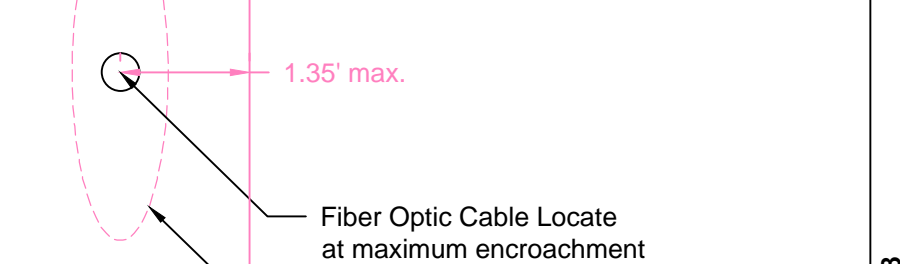 1.35' max.
Fiber Optic Cable Locate
at maximum encroachment